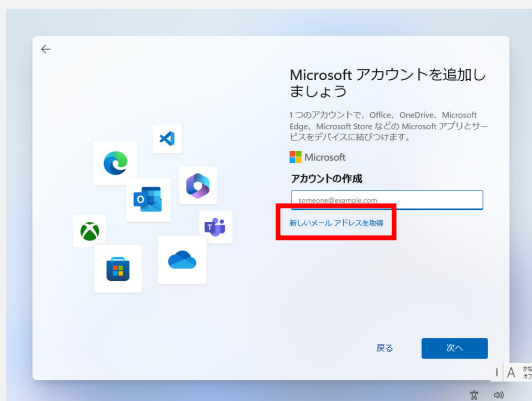 ←
Microsoft アカウントを追加し
ましょう
1 つのアカウントで、Office、OneDrive、Microsoft
Edge、Microsoft Store などの Microsoft アプリとサー
ビスをデバイスに結びつけます。
Microsoft
アカウントの作成
someone@example.com
新しいメール アドレスを取得
戻る
次へ
A